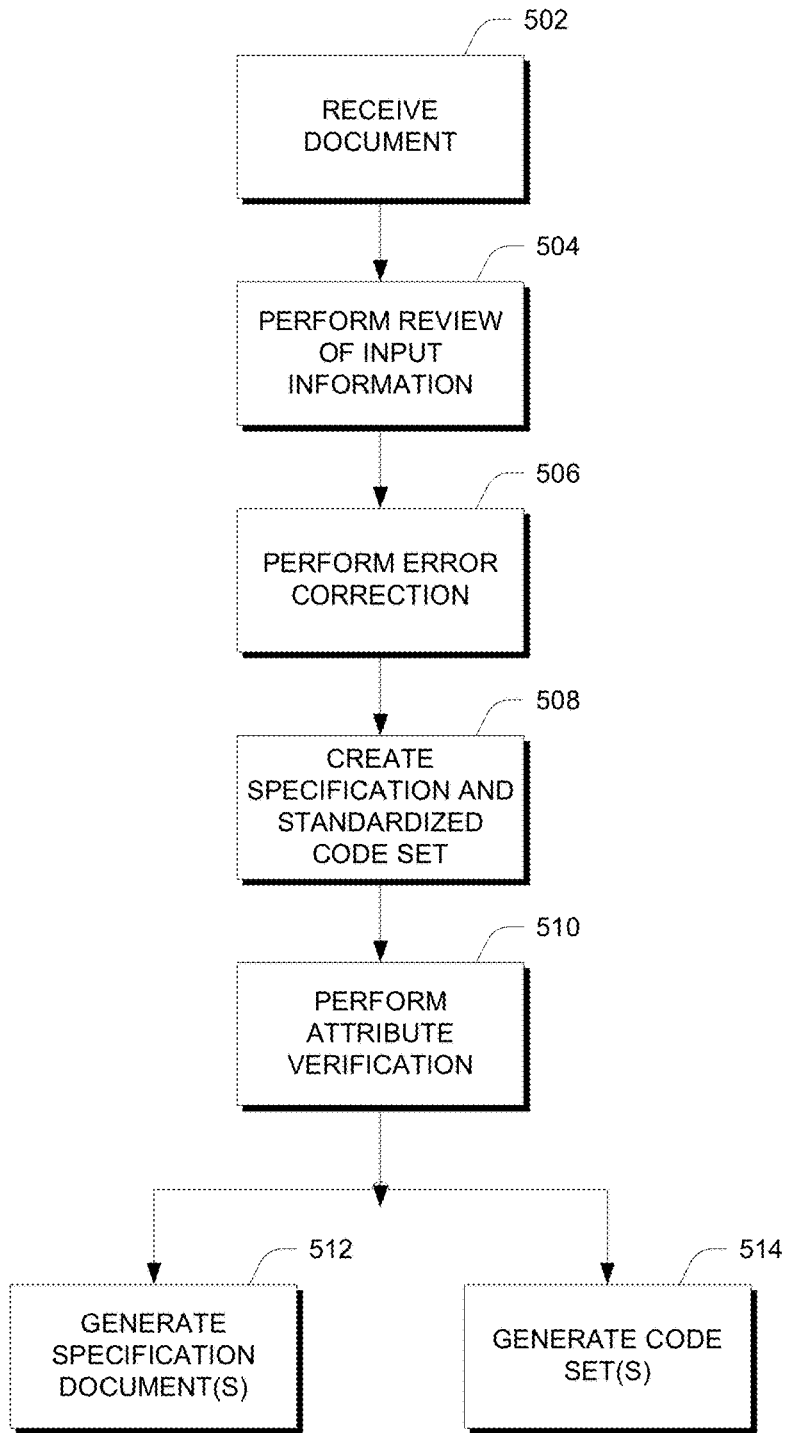 502
RECEIVE
DOCUMENT
504
PERFORM REVIEW
OF INPUT
INFORMATION
506
PERFORM ERROR
CORRECTION
508
CREATE
SPECIFICATION AND
STANDARDIZED
CODE SET
510
PERFORM
ATTRIBUTE
VERIFICATION
512
GENERATE
SPECIFICATION
DOCUMENT(S)
514
GENERATE CODE
SET(S)